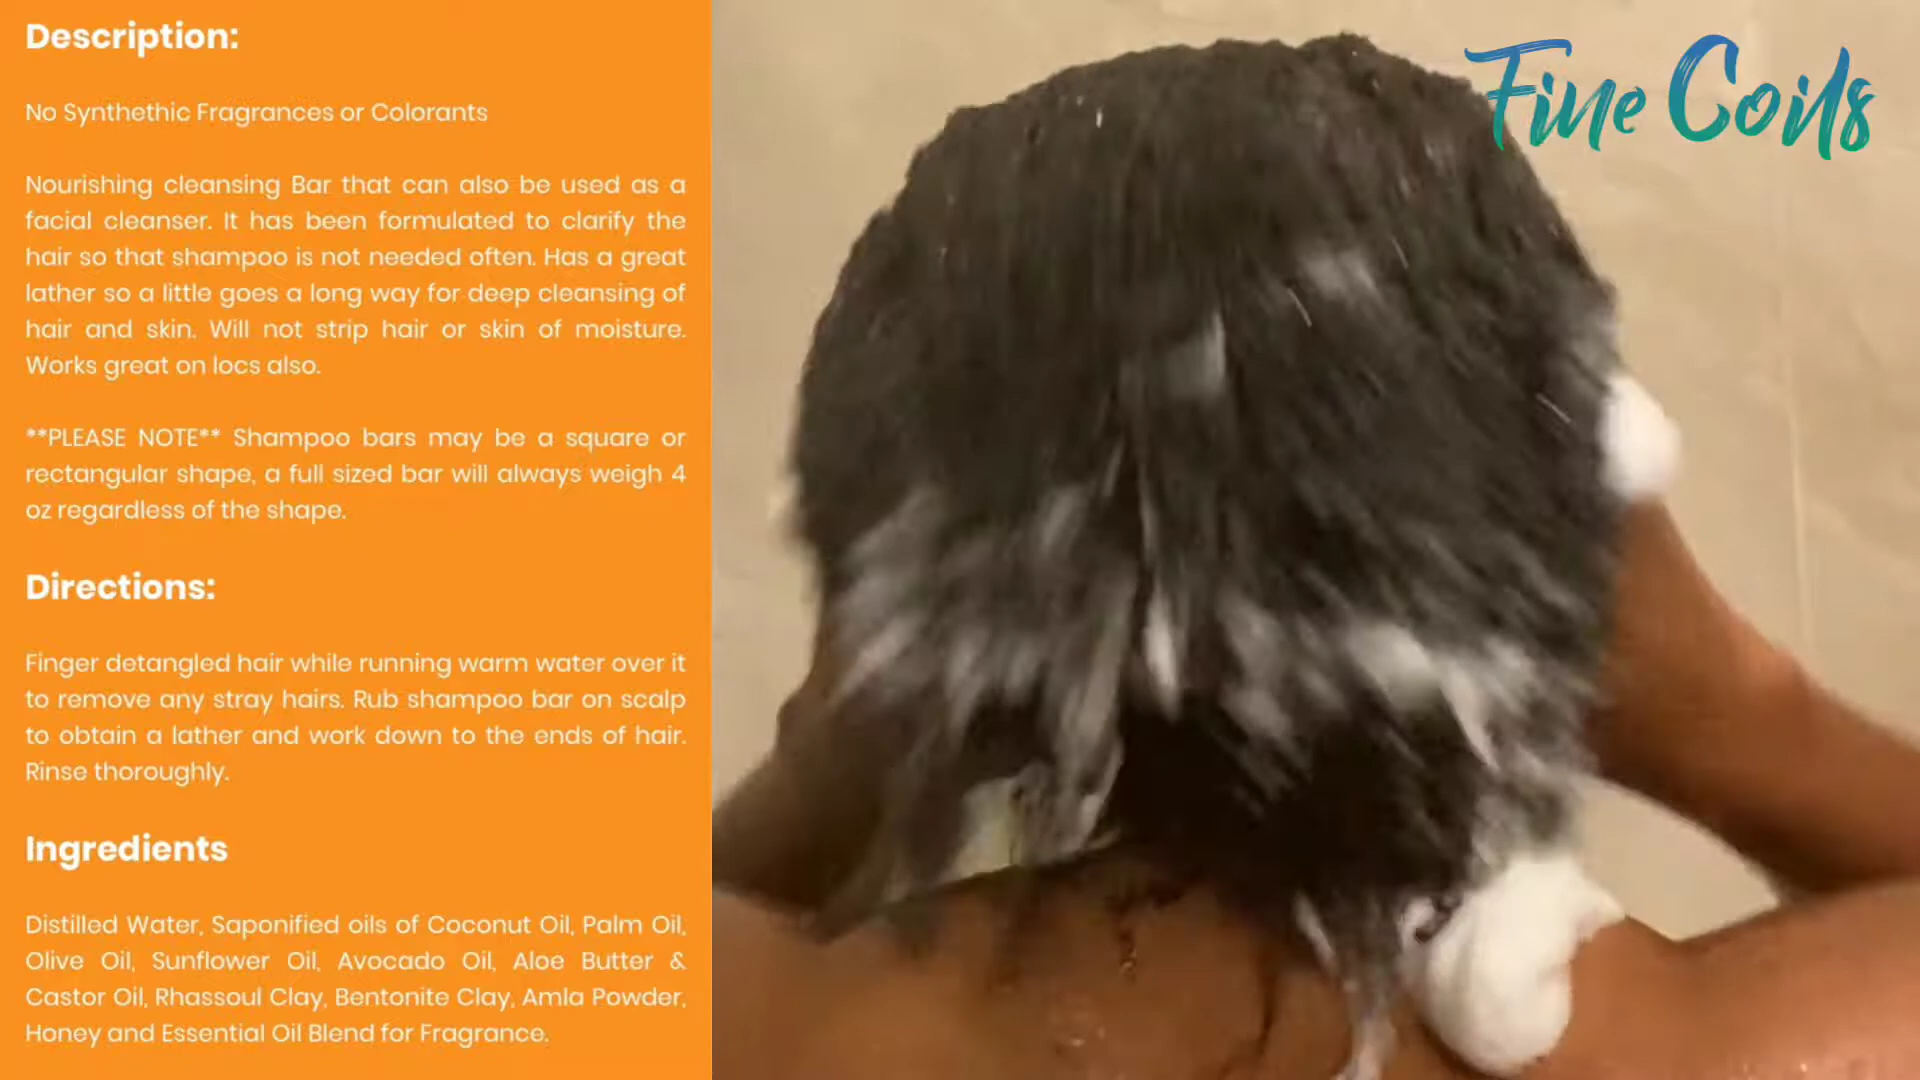 Description:
No Synthethic Fragrances or Colorants
Nourishing cleansing Bar that can also be used as a
facial cleanser. It has been formulated to clarify the
hair so that shampoo is not needed often. Has a great
lather so a little goes a long way for deep cleansing of
hair and skin. Will not strip hair or skin of moisture.
Works great on locs also.
**PLEASE NOTE** Shampoo bars may be a square or
rectangular shape, a full sized bar will always weigh 4
oz regardless of the shape.
Directions:
Finger detangled hair while running warm water over it
to remove any stray hairs. Rub shampoo bar on scalp
to obtain a lather and work down to the ends of hair.
Rinse thoroughly.
Ingredients
Distilled Water, Saponified oils of Coconut Oil, Palm Oil,
Olive Oil, Sunflower Oil, Avocado Oil, Aloe Butter &
Castor Oil, Rhassoul Clay, Bentonite Clay, Amla Powder,
Honey and Essential Oil Blend for Fragrance.
Fine Coils